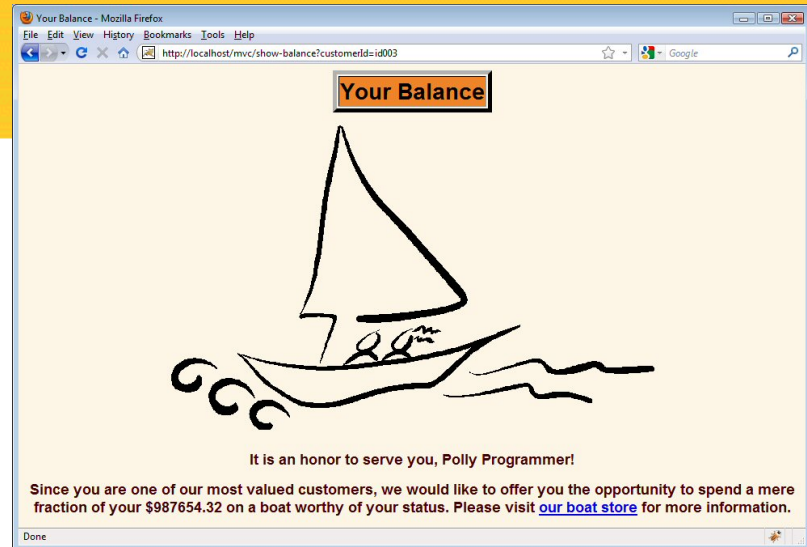 Your Balance - Mozilla Firefox
File Edit View History Bookmarks Tools Help
http://localhost/mvc/show-balance?customerId=id003
Google
Your Balance
It is an honor to serve you, Polly Programmer!
Since you are one of our most valued customers, we would like to offer you the opportunity to spend a mere
fraction of your $987654.32 on a boat worthy of your status. Please visit our boat store for more information.
Done